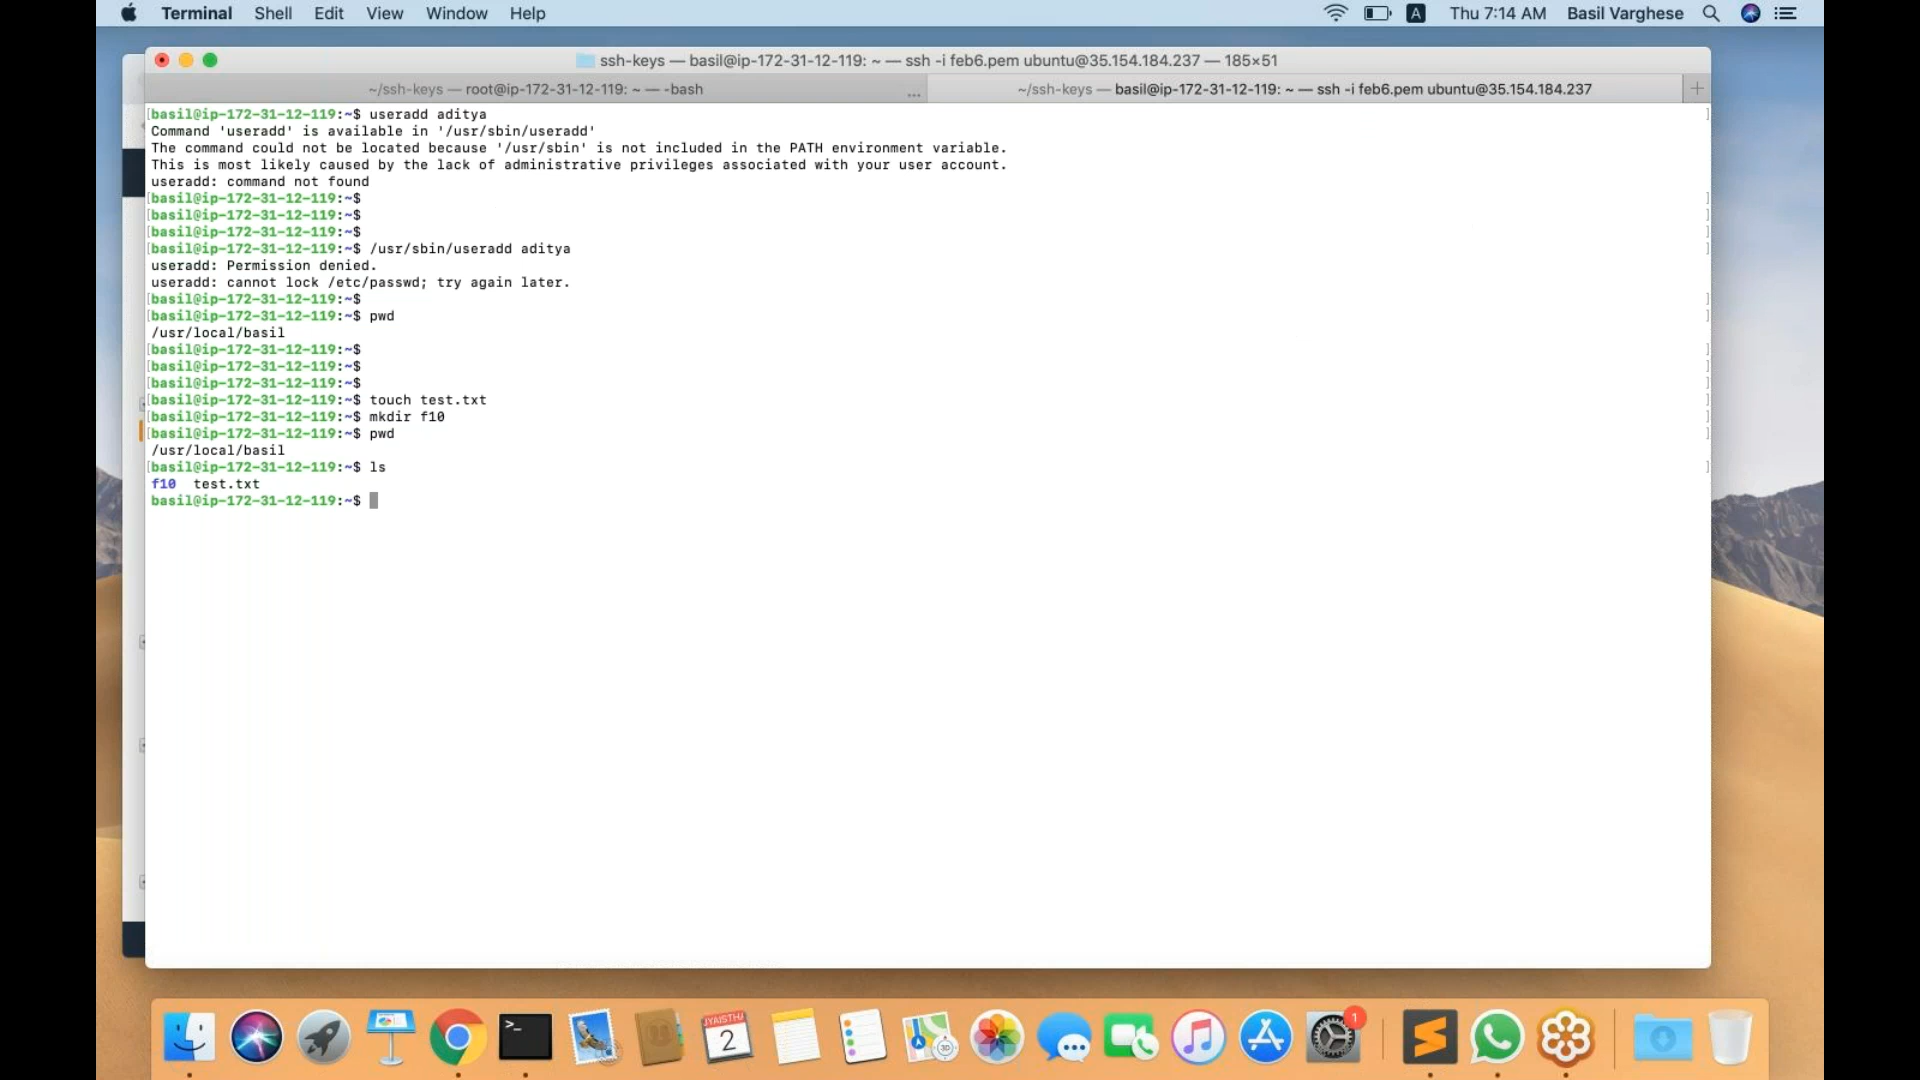 Terminal Shell Edit View Window Help
A Thu 7:14 AM Basil Varghese
ssh-keys — basil@ip-172-31-12-119: ~ — ssh -i feb6.pem ubuntu@35.154.184.237 — 185×51
~/ssh-keys — root@ip-172-31-12-119: ~ — -bash ... ~/ssh-keys — basil@ip-172-31-12-119: ~ — ssh -i feb6.pem ubuntu@35.154.184.237 +
[basil@ip-172-31-12-119:~$ useradd aditya ]
Command 'useradd' is available in '/usr/sbin/useradd'
The command could not be located because '/usr/sbin' is not included in the PATH environment variable.
This is most likely caused by the lack of administrative privileges associated with your user account.
useradd: command not found
[basil@ip-172-31-12-119:~$ ]
[basil@ip-172-31-12-119:~$ ]
[basil@ip-172-31-12-119:~$ ]
[basil@ip-172-31-12-119:~$ /usr/sbin/useradd aditya ]
useradd: Permission denied.
useradd: cannot lock /etc/passwd; try again later.
[basil@ip-172-31-12-119:~$ ]
[basil@ip-172-31-12-119:~$ pwd ]
/usr/local/basil
[basil@ip-172-31-12-119:~$ ]
[basil@ip-172-31-12-119:~$ ]
[basil@ip-172-31-12-119:~$ ]
[basil@ip-172-31-12-119:~$ touch test.txt ]
[basil@ip-172-31-12-119:~$ mkdir f10 ]
[basil@ip-172-31-12-119:~$ pwd ]
/usr/local/basil
[basil@ip-172-31-12-119:~$ ls ]
f10 test.txt
basil@ip-172-31-12-119:~$
>_
JYAISTHA
2
3D
1